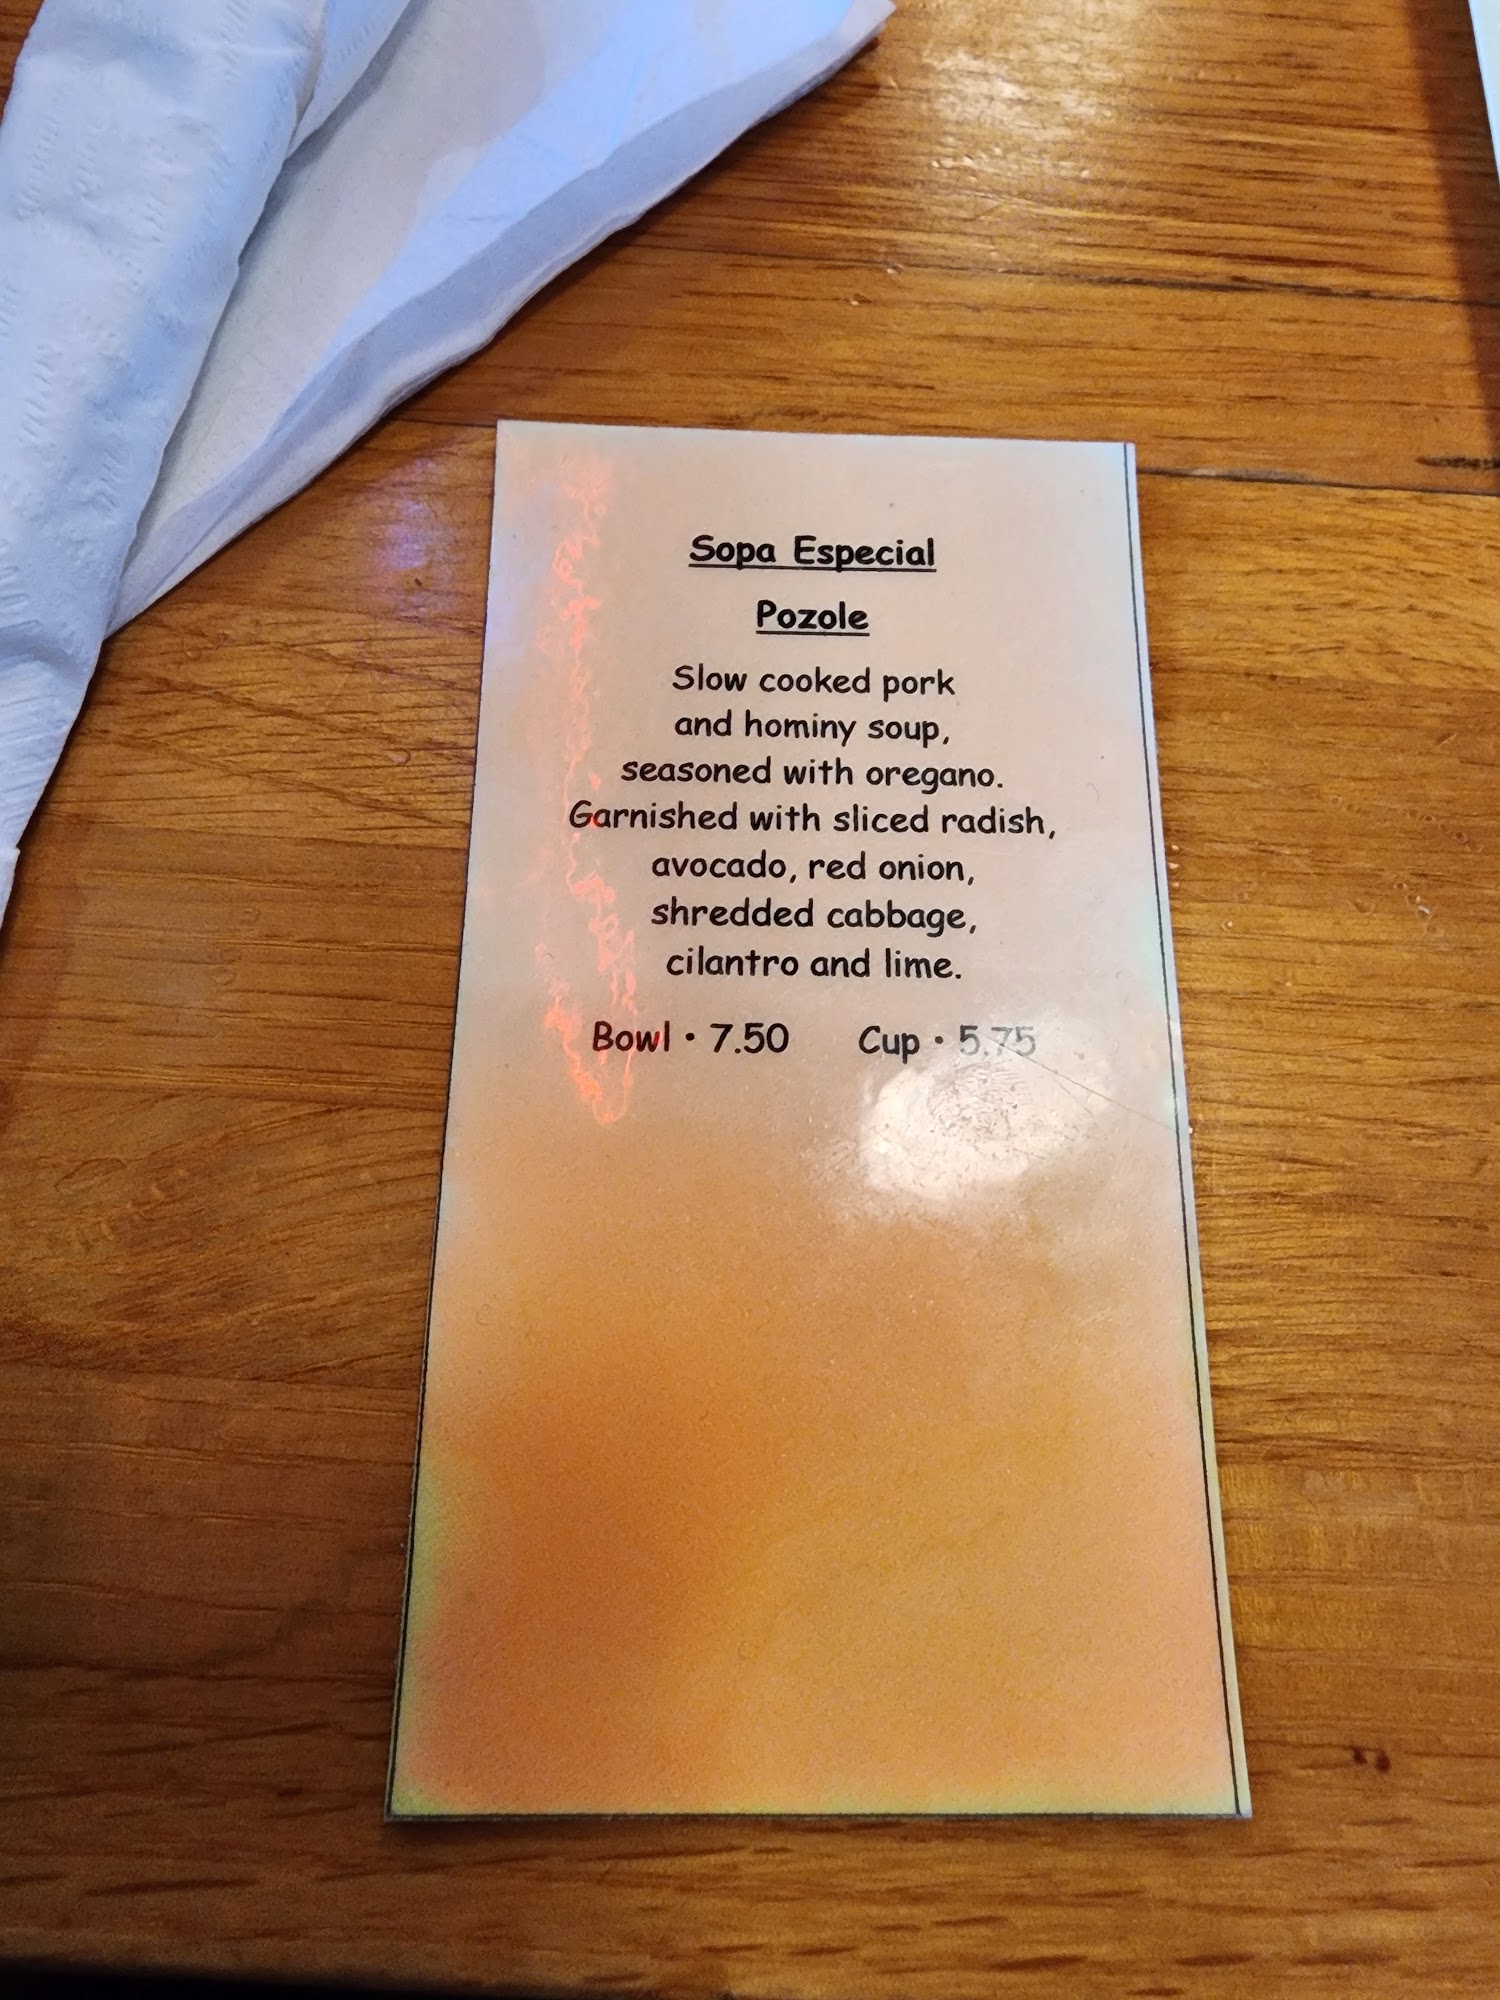 Sopa Especial
Pozole
Slow cooked pork
and hominy soup,
seasoned with oregano.
Garnished with sliced radish,
avocado, red onion,
shredded cabbage,
cilantro and lime.
Bowl • 7.50 Cup • 5.75